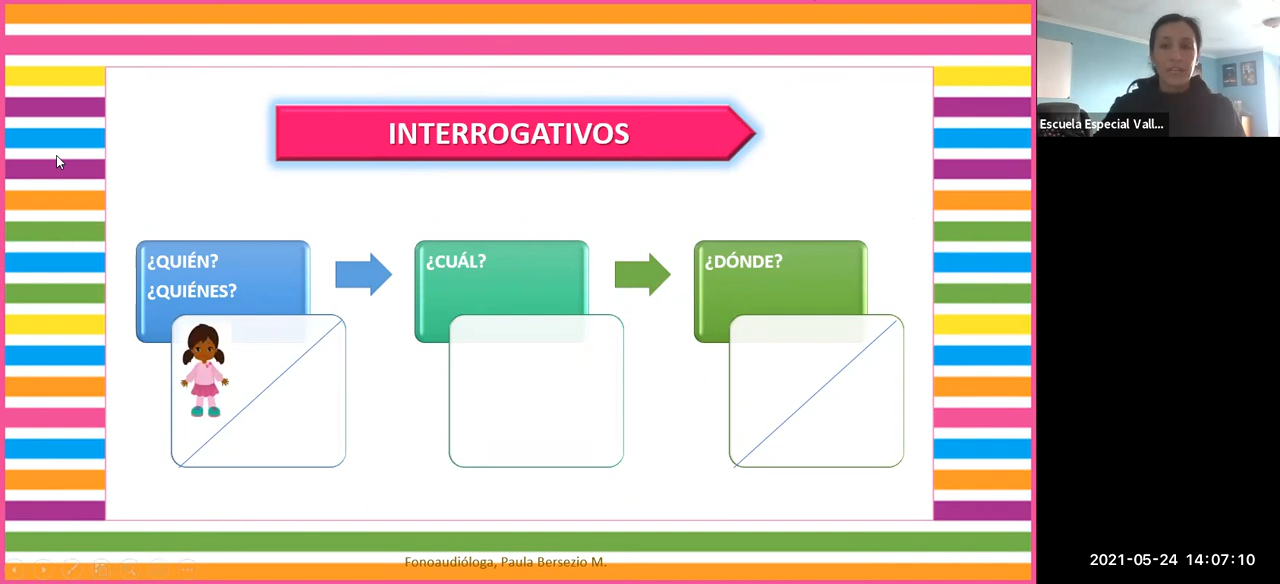 INTERROGATIVOS
¿QUIÉN?
¿QUIÉNES?
¿CUÁL?
¿DÓNDE?
Fonoaudióloga, Paula Bersezio M.
Escuela Especial Vall...
2021-05-24 14:07:10